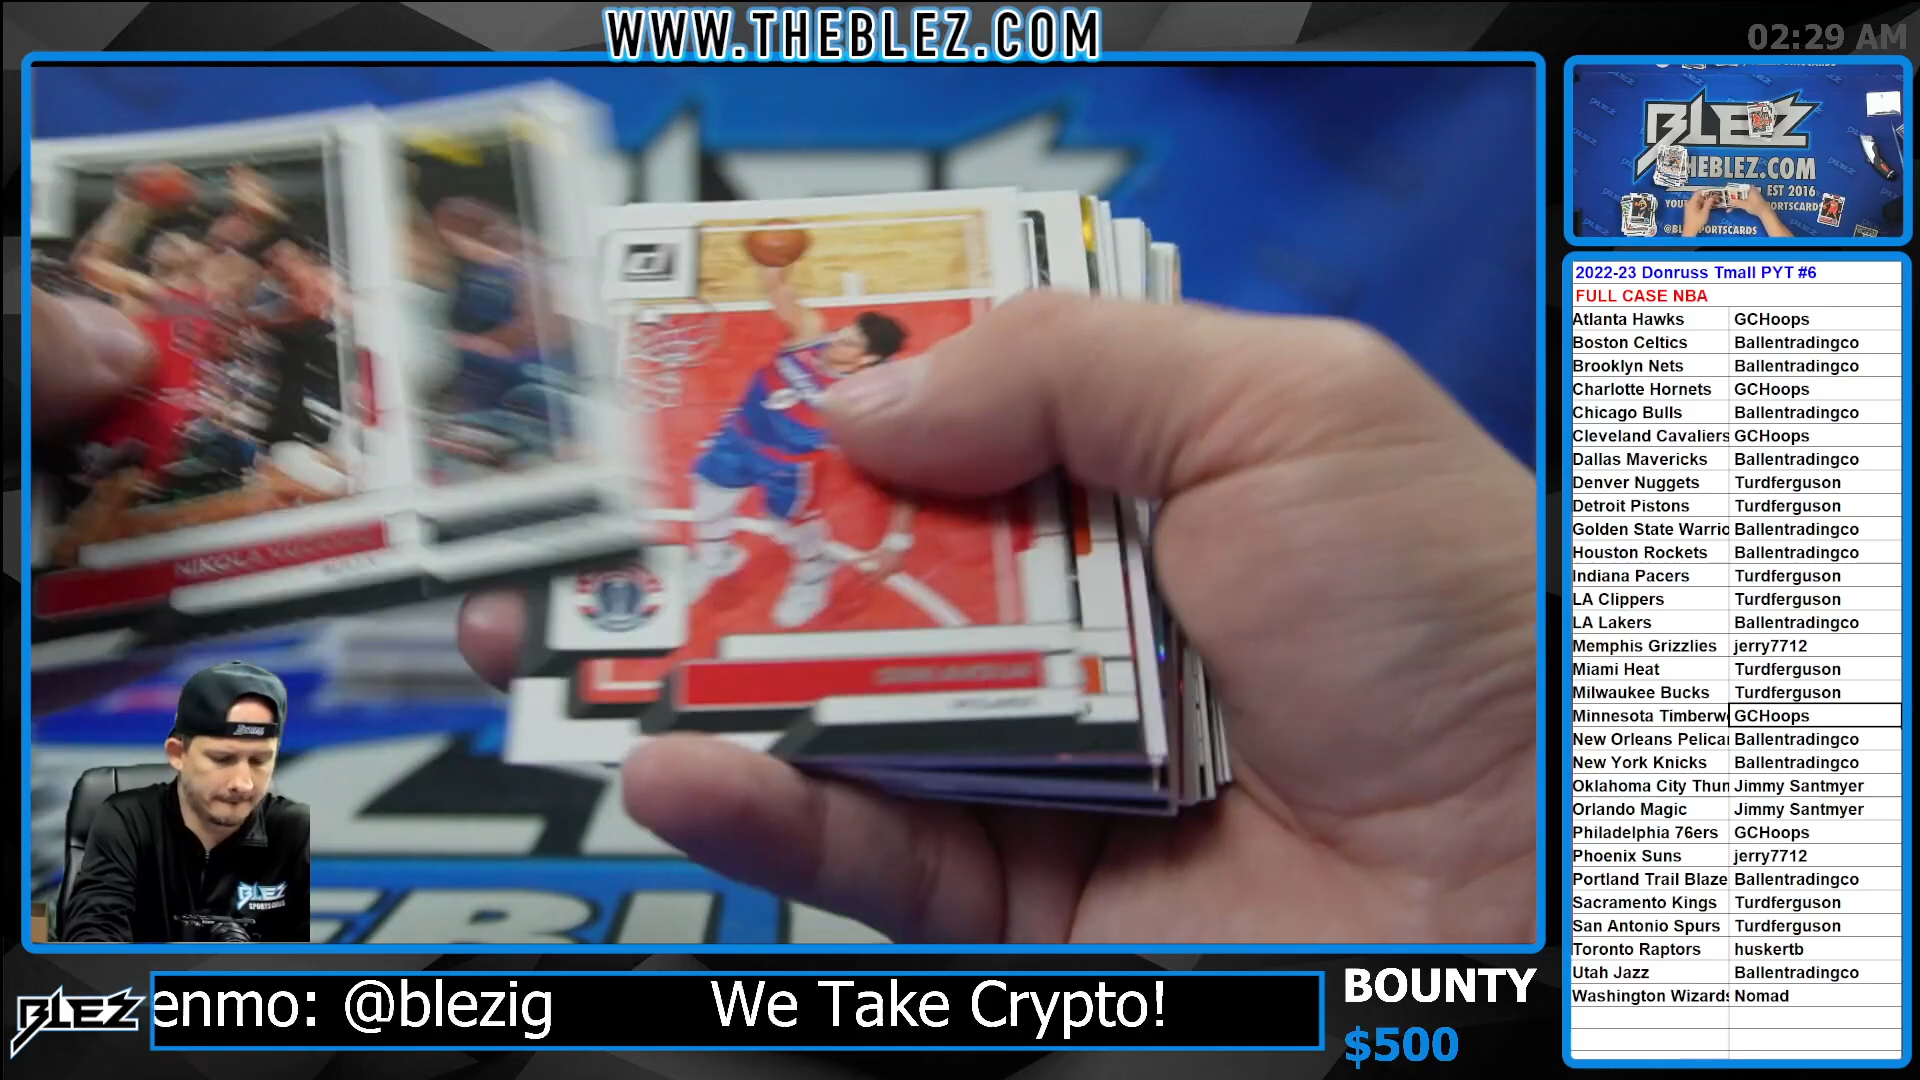 WWW.THEBLEZ.COM
02:29 AM
BLEZ
THEBLEZ.COM
EST 2016
2022-23 Donruss Tmall PYT #6
FULL CASE NBA
Atlanta Hawks GCHoops
Boston Celtics Ballentradingco
Brooklyn Nets Ballentradingco
Charlotte Hornets GCHoops
Chicago Bulls Ballentradingco
Cleveland Cavaliers GCHoops
Dallas Mavericks Ballentradingco
Denver Nuggets Turdferguson
Detroit Pistons Turdferguson
Golden State Warrio Ballentradingco
Houston Rockets Ballentradingco
Indiana Pacers Turdferguson
LA Clippers Turdferguson
LA Lakers Ballentradingco
Memphis Grizzlies jerry7712
Miami Heat Turdferguson
Milwaukee Bucks Turdferguson
Minnesota Timberw GCHoops
New Orleans Pelica Ballentradingco
New York Knicks Ballentradingco
Oklahoma City Thun Jimmy Santmyer
Orlando Magic Jimmy Santmyer
Philadelphia 76ers GCHoops
Phoenix Suns jerry7712
Portland Trail Blaze Ballentradingco
Sacramento Kings Turdferguson
San Antonio Spurs Turdferguson
Toronto Raptors huskertb
Utah Jazz Ballentradingco
Washington Wizards Nomad
NIKOLA
BLEZ
BLEZ
enmo: @blezig We Take Crypto!
BOUNTY
$500